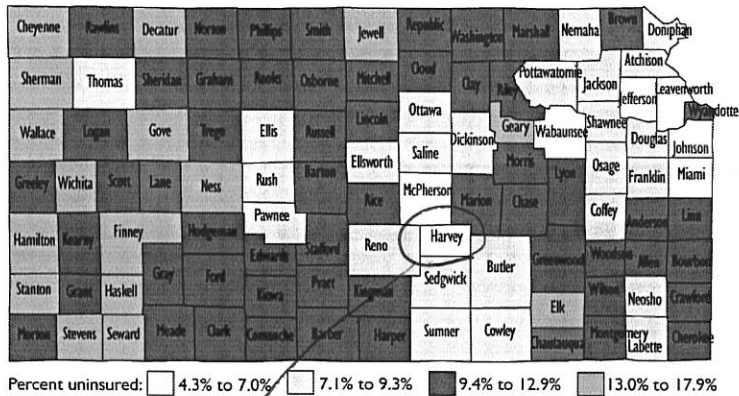 Cheyenne Rawlins Decatur Norton Phillips Smith Jewell Republic Washington Marshall Nemaha Brown Doniphan
Sherman Thomas Sheridan Graham Rooks Osborne Mitchell Cloud Clay Riley Pottawatomie Jackson Atchison Jefferson Leavenworth Wyandotte
Wallace Logan Gove Trego Ellis Russell Lincoln Ottawa Saline Dickinson Geary Wabaunsee Shawnee Douglas Johnson
Greeley Wichita Scott Lane Ness Rush Barton Ellsworth Rice McPherson Marion Morris Chase Lyon Osage Franklin Miami
Hamilton Kearny Finney Hodgeman Pawnee Edwards Stafford Reno Harvey Sedgwick Butler Greenwood Coffey Woodson Anderson Allen Linn Bourbon
Stanton Grant Haskell Gray Ford Kiowa Pratt Kingman Elk Wilson Neosho Crawford
Morton Stevens Seward Meade Clark Comanche Barber Harper Sumner Cowley Chautauqua Montgomery Labette Cherokee
Percent uninsured: 4.3% to 7.0% 7.1% to 9.3% 9.4% to 12.9% 13.0% to 17.9%